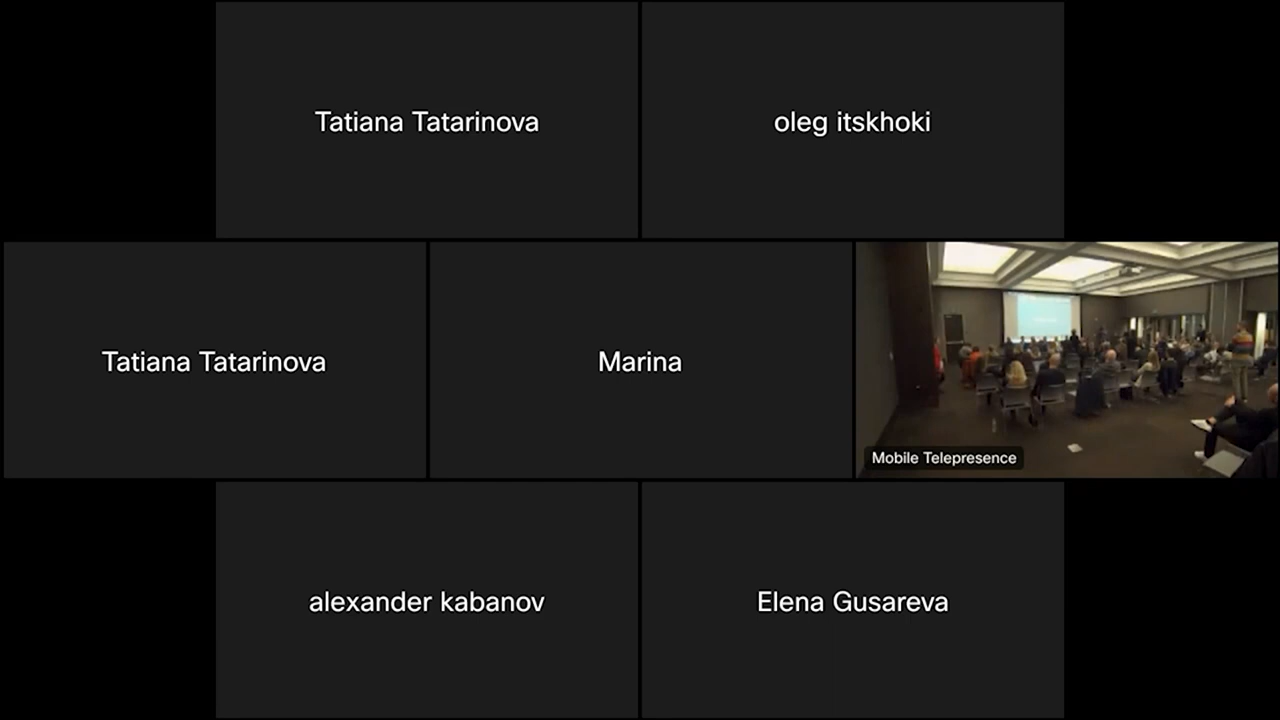 Tatiana Tatarinova
oleg itskhoki
Tatiana Tatarinova
Marina
Mobile Telepresence
alexander kabanov
Elena Gusareva